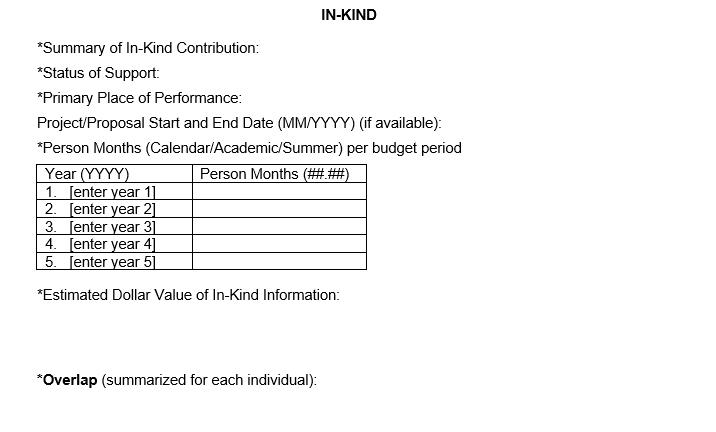 IN-KIND
*Summary of In-Kind Contribution:
*Status of Support:
*Primary Place of Performance:
Project/Proposal Start and End Date (MM/YYYY) (if available):
*Person Months (Calendar/Academic/Summer) per budget period
Year (YYYY) Person Months (##.##)
1. [enter year 1]
2. [enter year 2]
3. [enter year 3]
4. [enter year 4]
5. [enter year 5]
*Estimated Dollar Value of In-Kind Information:
*Overlap (summarized for each individual):